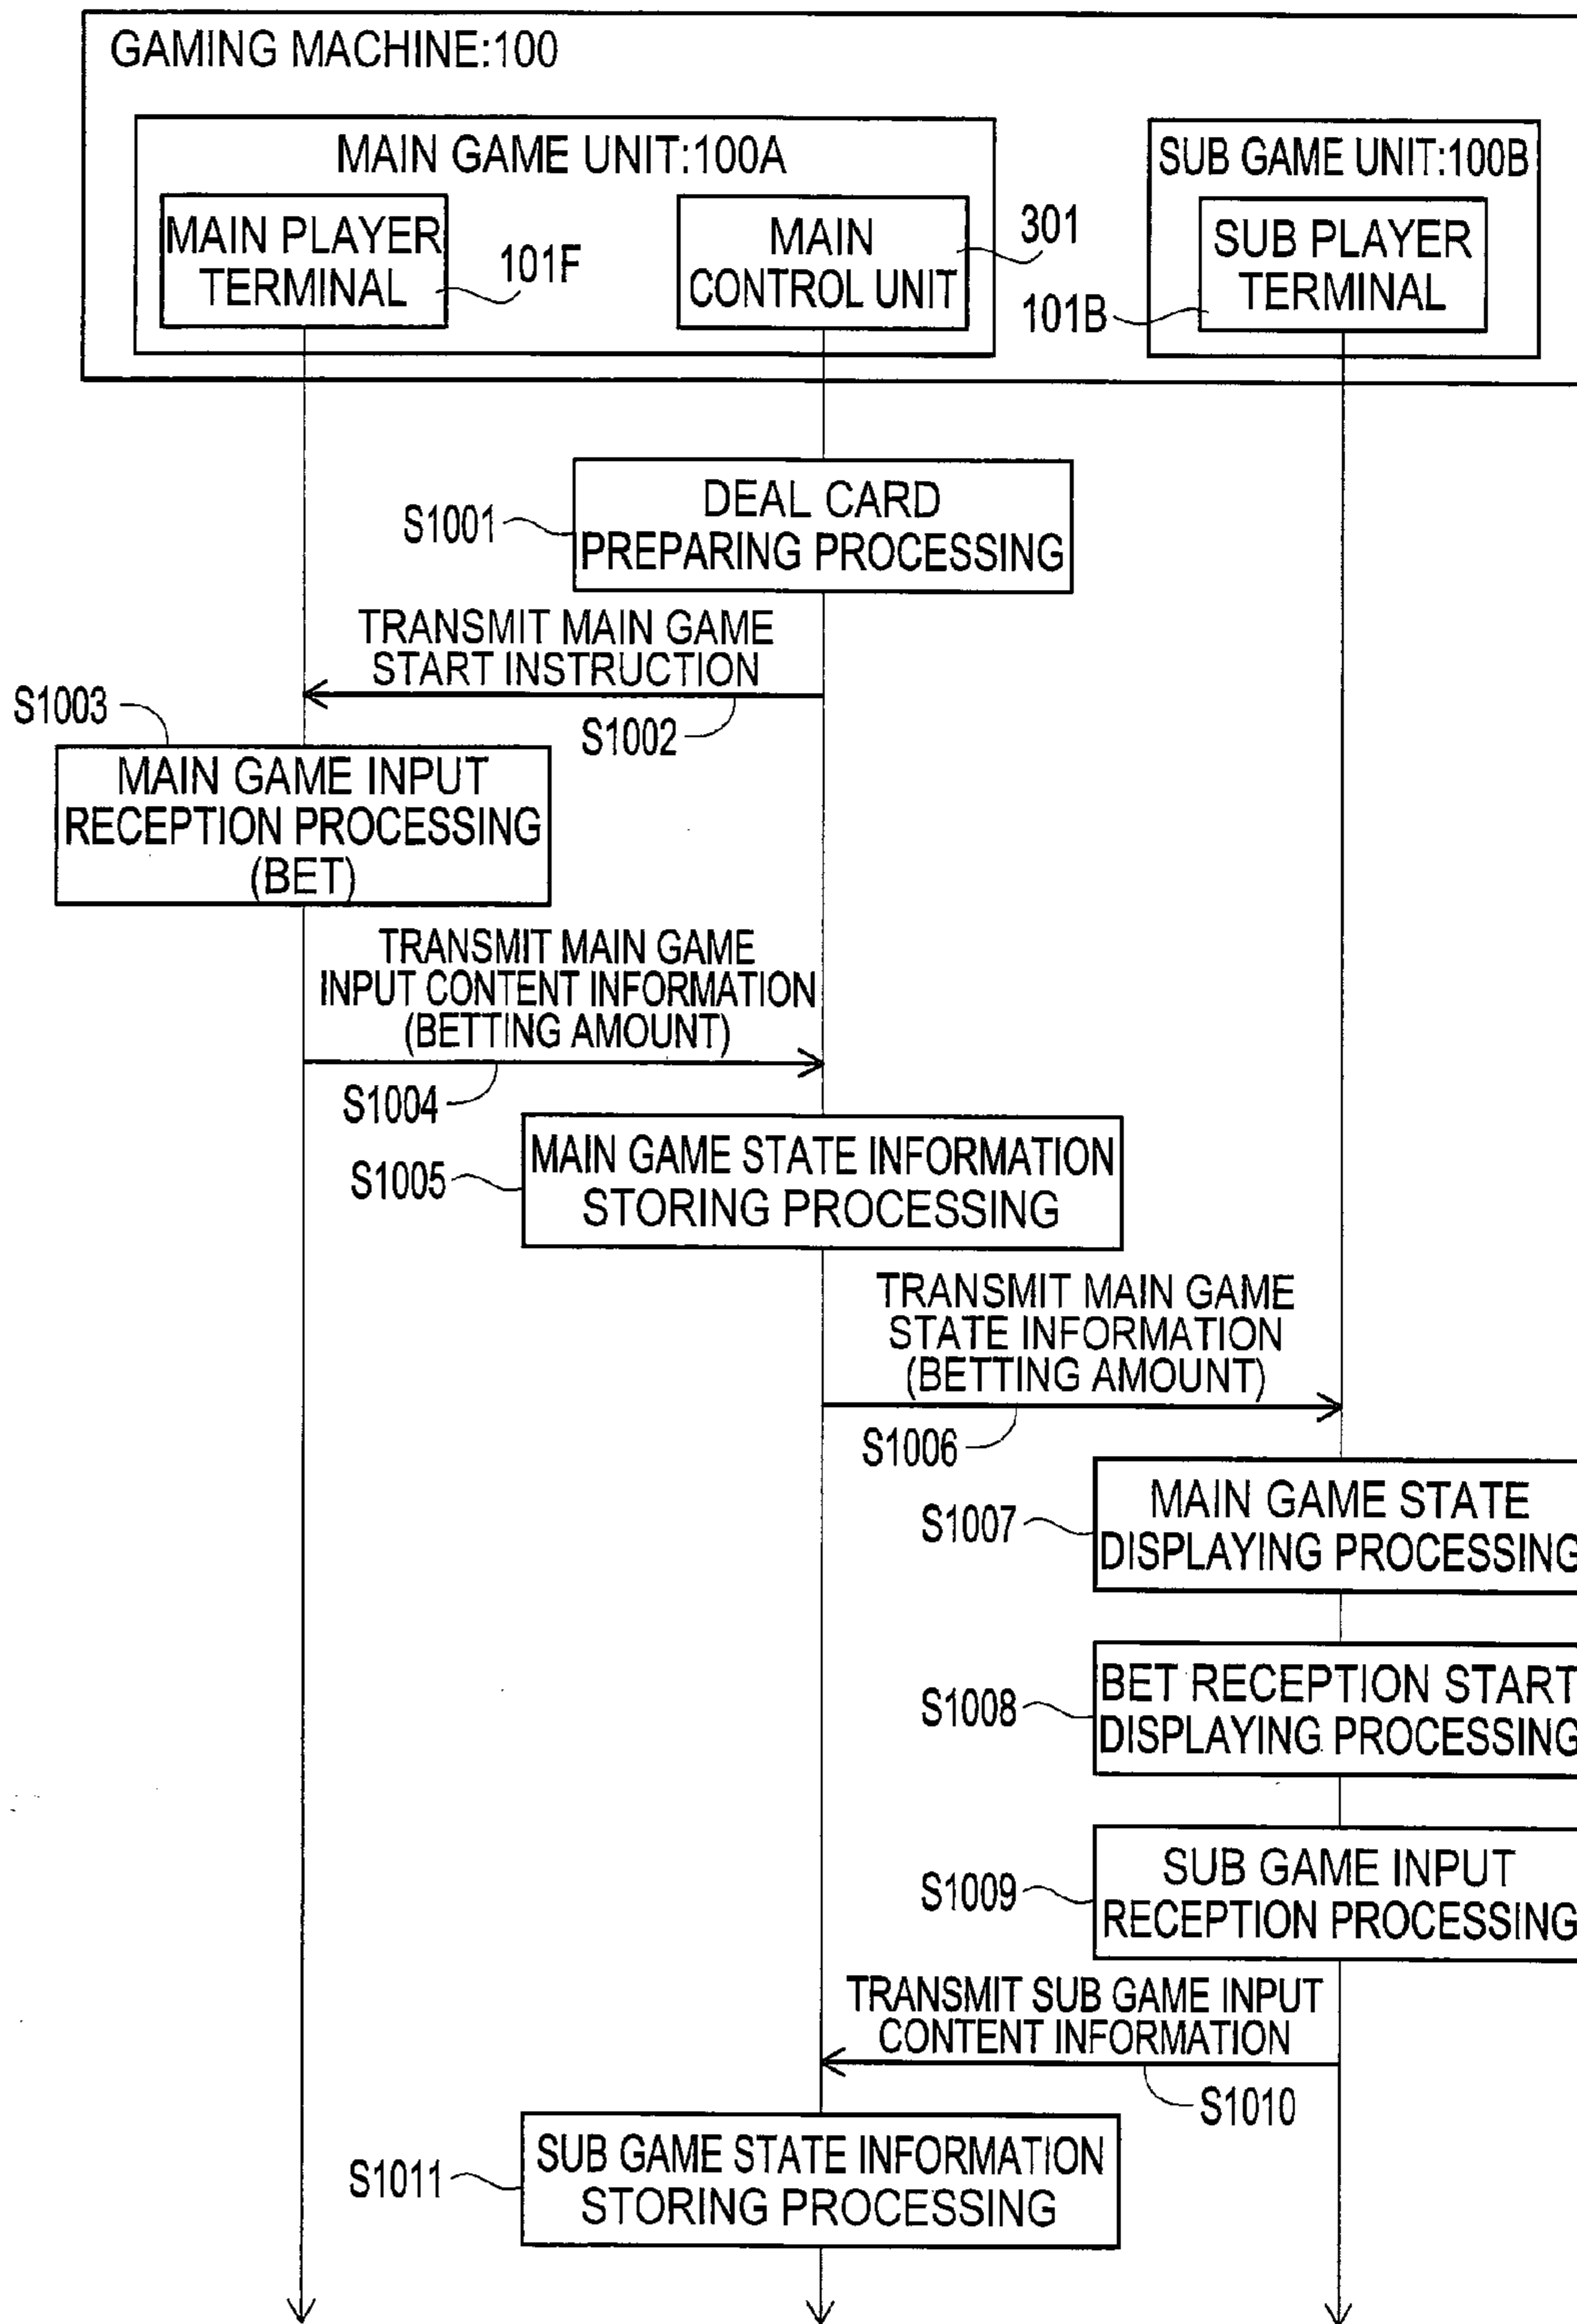 GAMING MACHINE:100
MAIN GAME UNIT:100A
SUB GAME UNIT:100B
MAIN PLAYER
TERMINAL
101F
MAIN
CONTROL UNIT
301
SUB PLAYER
TERMINAL
101B
S1001
DEAL CARD
PREPARING PROCESSING
TRANSMIT MAIN GAME
START INSTRUCTION
S1002
S1003
MAIN GAME INPUT
RECEPTION PROCESSING
(BET)
TRANSMIT MAIN GAME
INPUT CONTENT INFORMATION
(BETTING AMOUNT)
S1004
S1005
MAIN GAME STATE INFORMATION
STORING PROCESSING
TRANSMIT MAIN GAME
STATE INFORMATION
(BETTING AMOUNT)
S1006
S1007
MAIN GAME STATE
DISPLAYING PROCESSING
S1008
BET RECEPTION START
DISPLAYING PROCESSING
S1009
SUB GAME INPUT
RECEPTION PROCESSING
TRANSMIT SUB GAME INPUT
CONTENT INFORMATION
S1010
S1011
SUB GAME STATE INFORMATION
STORING PROCESSING